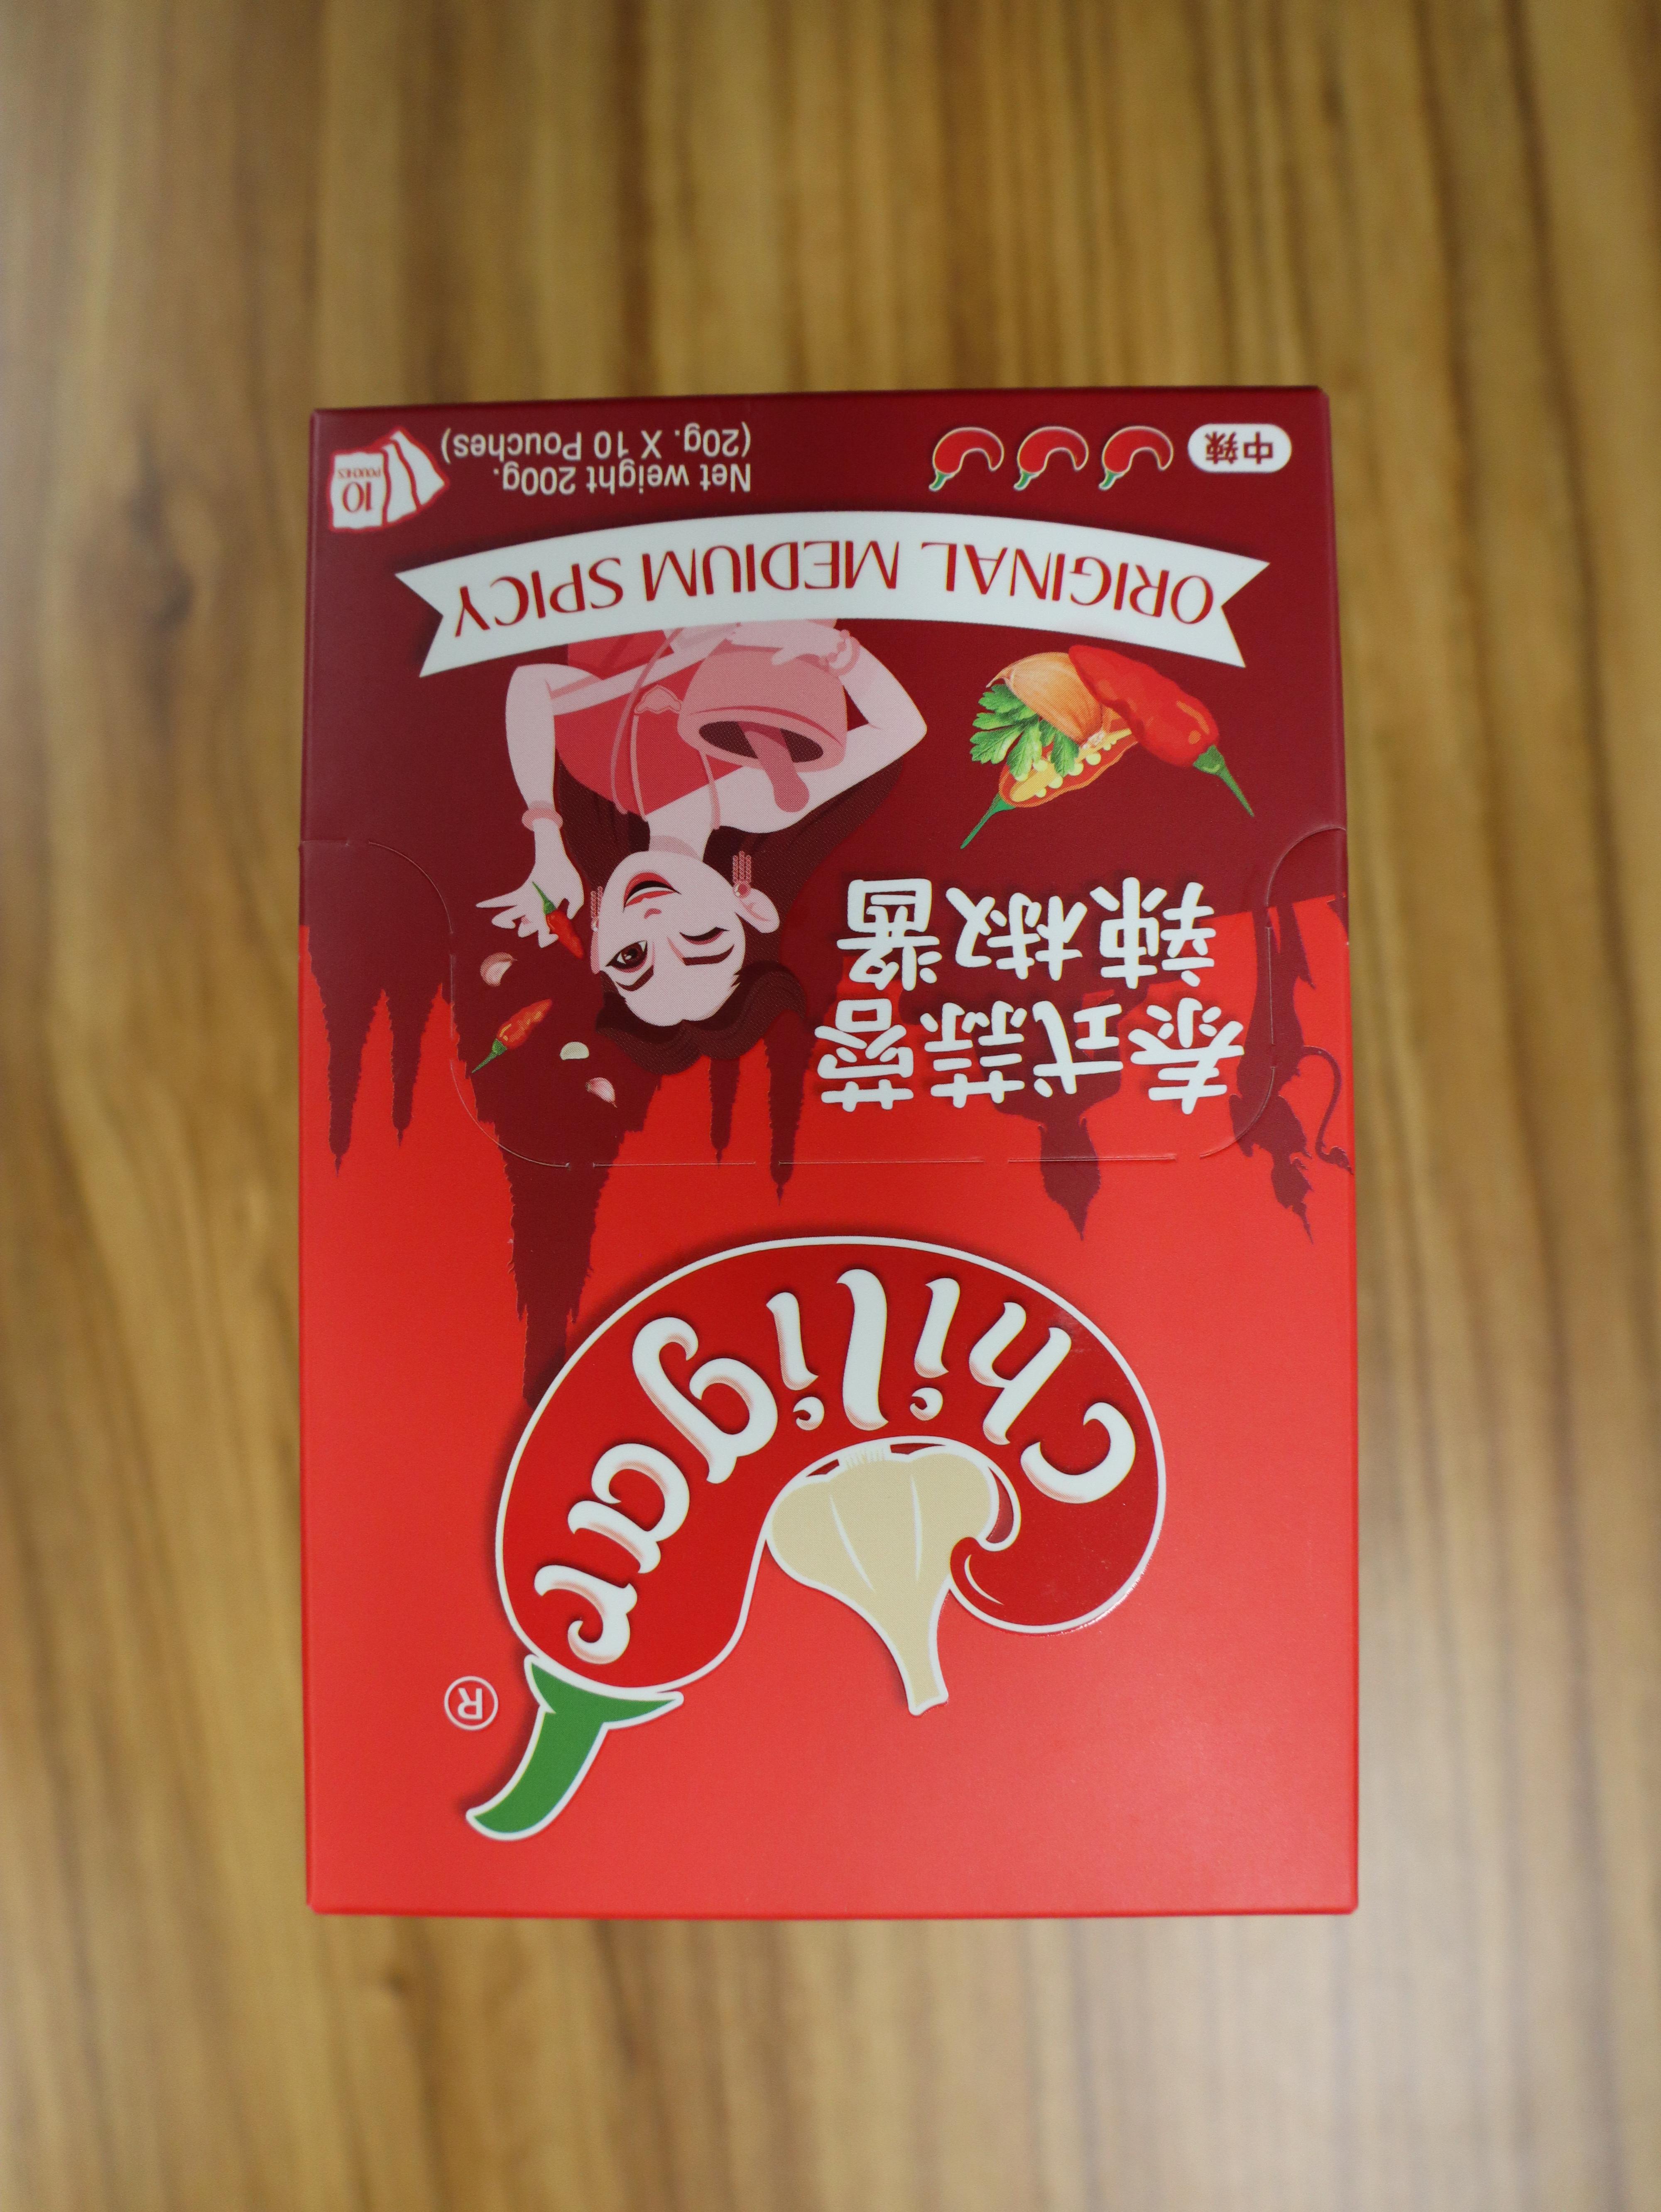 Chiligar
®
泰式蒜蓉
辣椒醬
ORIGINAL MEDIUM SPICY
中辣
Net weight 200g.
(20g. X 10 Pouches)
10
POUCHES